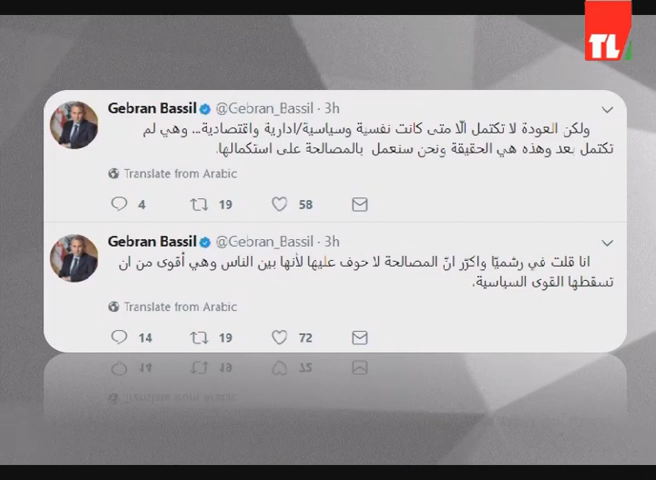 TL
Gebran Bassil @Gebran_Bassil · 3h
ولكن العودة لا تكتمل الّا متى كانت نفسية وسياسية/ادارية واقتصادية... وهي لم
تكتمل بعد وهذه هي الحقيقة ونحن سنعمل بالمصالحة على استكمالها.
Translate from Arabic
4 19 58
Gebran Bassil @Gebran_Bassil · 3h
انا قلت في رشميّا واكرّر انّ المصالحة لا خوف عليها لأنها بين الناس وهي أقوى من ان
تسقطها القوى السياسية.
Translate from Arabic
14 19 72